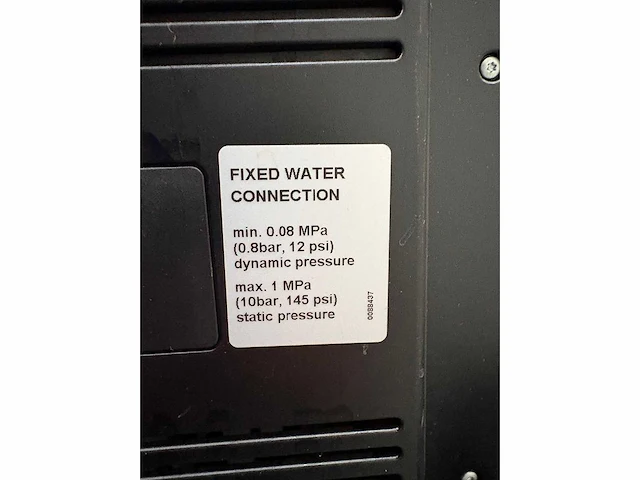 FIXED WATER
CONNECTION
min. 0.08 MPa
(0.8bar, 12 psi)
dynamic pressure
max. 1 MPa
(10bar, 145 psi)
static pressure
0088437